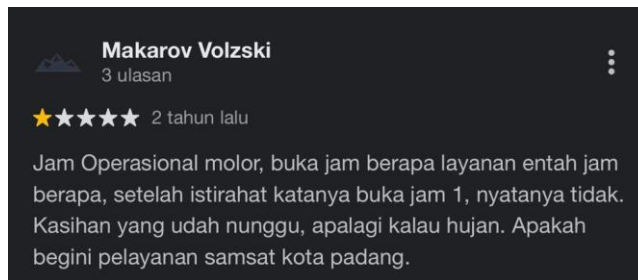 Makarov Volzski
3 ulasan
2 tahun lalu
Jam Operasional molor, buka jam berapa layanan entah jam
berapa, setelah istirahat katanya buka jam 1, nyatanya tidak.
Kasihan yang udah nunggu, apalagi kalau hujan. Apakah
begini pelayanan samsat kota padang.